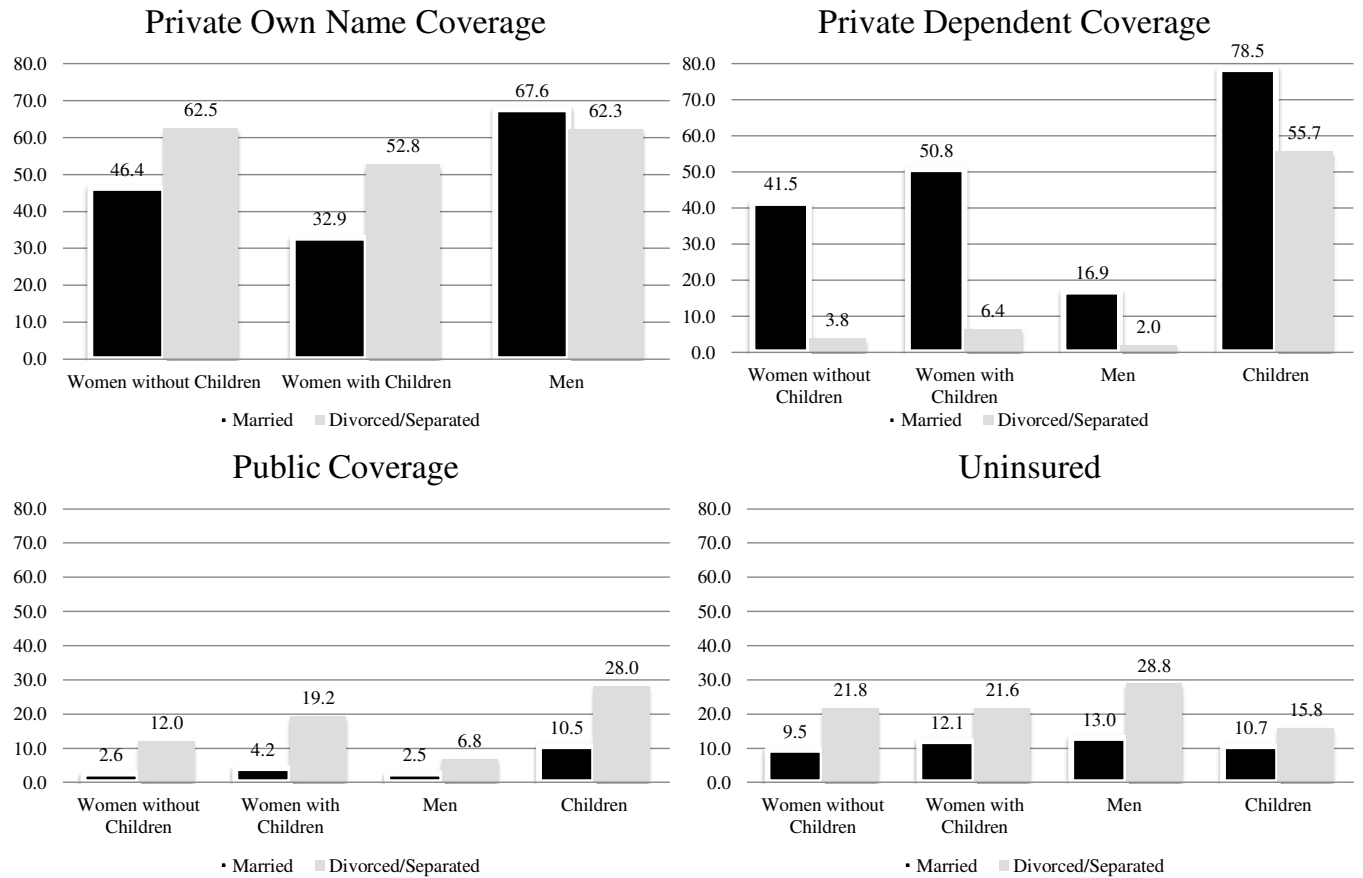 Private Own Name Coverage
80.0
70.0
60.0
50.0
40.0
30.0
20.0
10.0
0.0
46.4
62.5
32.9
52.8
67.6
62.3
Women without Children
Women with Children
Men
Married
Divorced/Separated
Private Dependent Coverage
80.0
70.0
60.0
50.0
40.0
30.0
20.0
10.0
0.0
41.5
3.8
50.8
6.4
16.9
2.0
78.5
55.7
Women without
Children
Women with
Children
Men
Children
Married
Divorced/Separated
Public Coverage
80.0
70.0
60.0
50.0
40.0
30.0
20.0
10.0
0.0
2.6
12.0
4.2
19.2
2.5
6.8
10.5
28.0
Women without
Children
Women with
Children
Men
Children
Married
Divorced/Separated
Uninsured
80.0
70.0
60.0
50.0
40.0
30.0
20.0
10.0
0.0
9.5
21.8
12.1
21.6
13.0
28.8
10.7
15.8
Women without
Children
Women with
Children
Men
Children
Married
Divorced/Separated